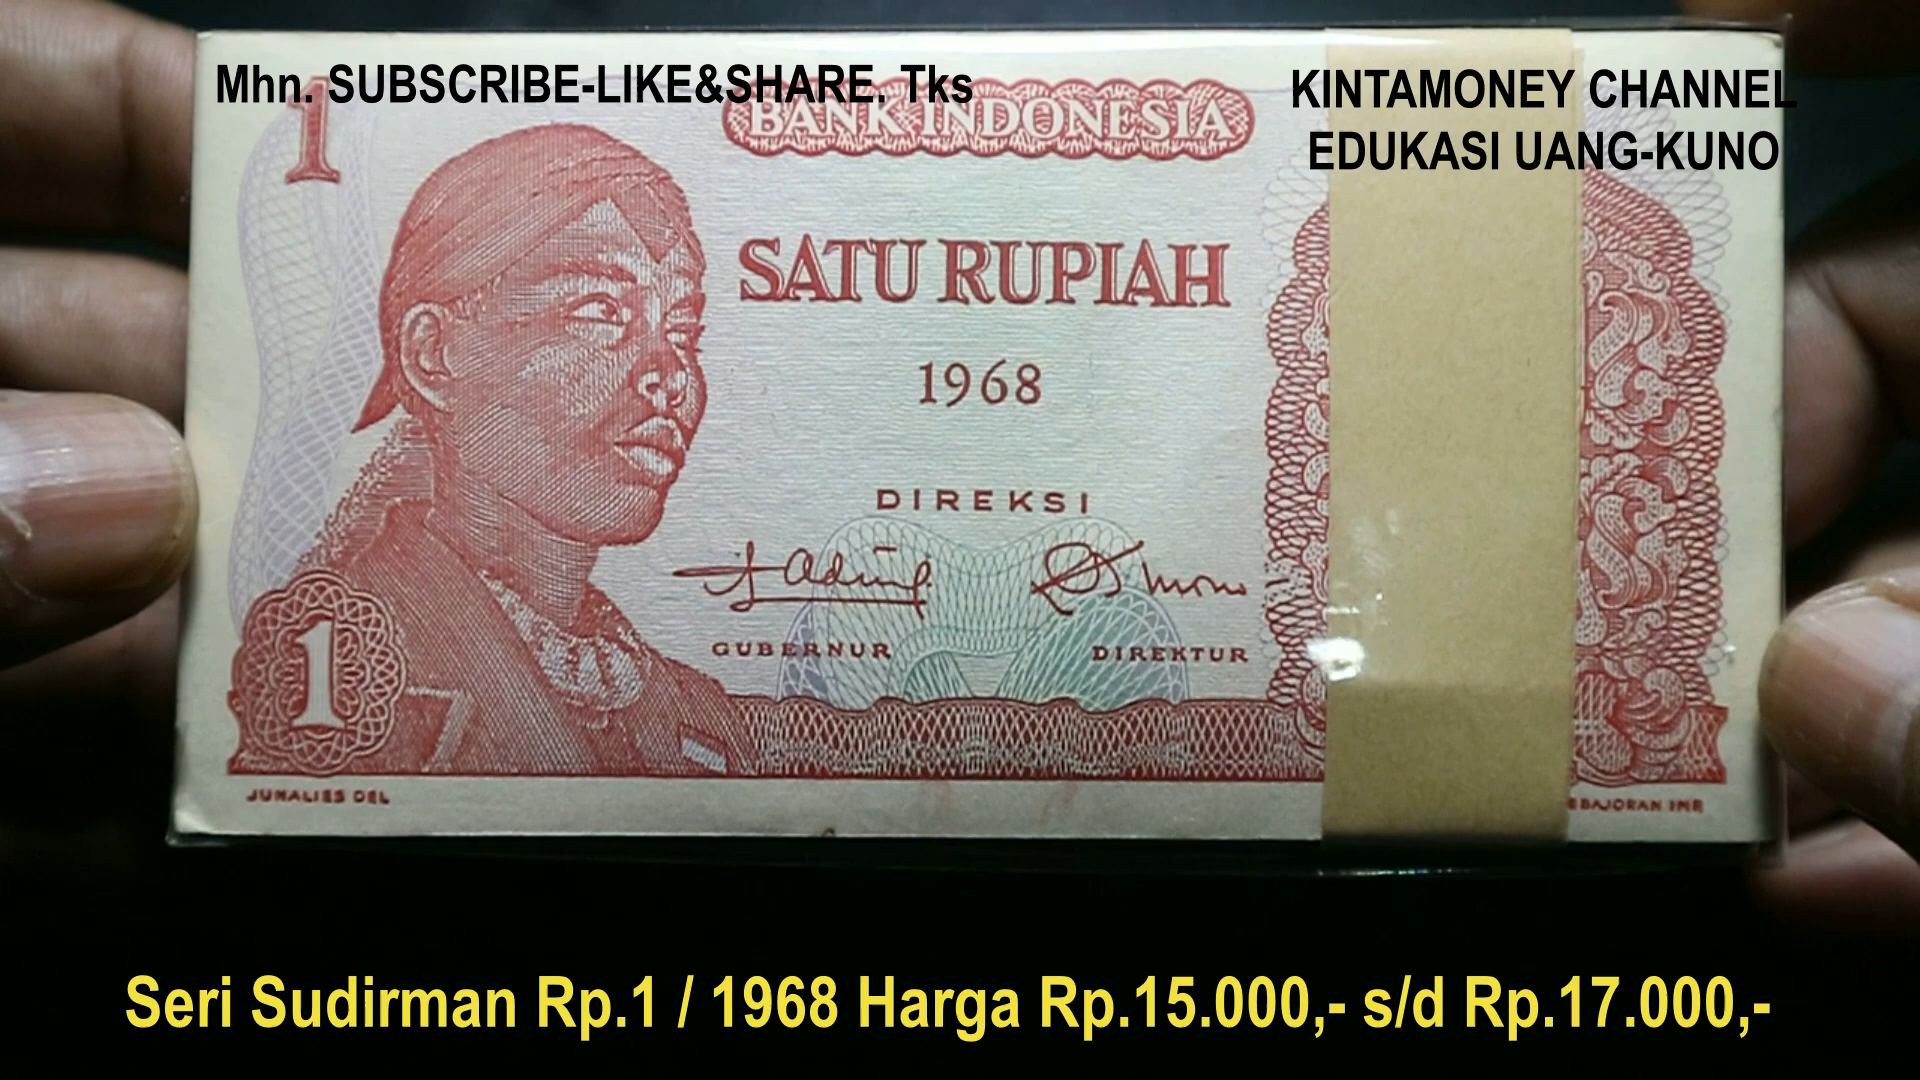 Mhn. SUBSCRIBE-LIKE&SHARE. Tks
KINTAMONEY CHANNEL
EDUKASI UANG-KUNO
1
BANK INDONESIA
SATU RUPIAH
1968
DIREKSI
GUBERNUR
DIREKTUR
1
JUNALIES DEL
EBAJORAN IMP
Seri Sudirman Rp.1 / 1968 Harga Rp.15.000,- s/d Rp.17.000,-